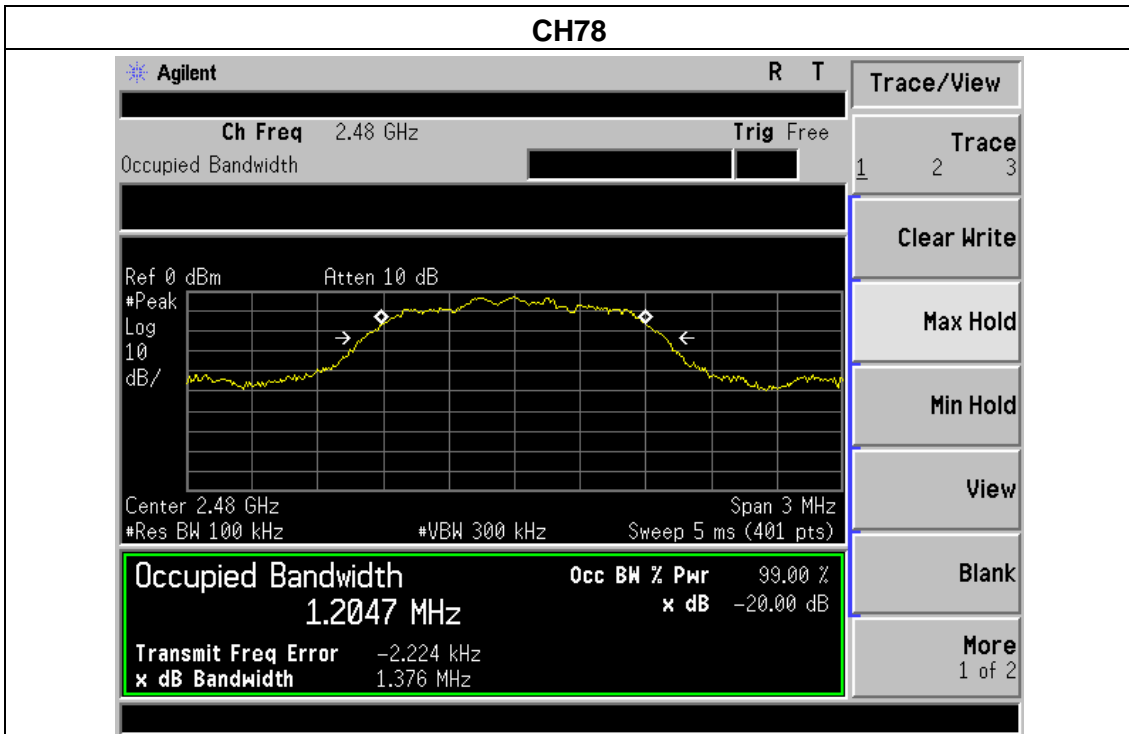 CH78
Agilent R T
Trace/View
Ch Freq 2.48 GHz Trig Free
Occupied Bandwidth
Trace
1 2 3
Clear Write
Ref 0 dBm Atten 10 dB
#Peak
Log
10
dB/
Max Hold
Min Hold
View
Center 2.48 GHz Span 3 MHz
#Res BW 100 kHz #VBW 300 kHz Sweep 5 ms (401 pts)
Occupied Bandwidth
1.2047 MHz
Occ BW % Pwr 99.00 %
x dB -20.00 dB
Blank
Transmit Freq Error -2.224 kHz
x dB Bandwidth 1.376 MHz
More
1 of 2